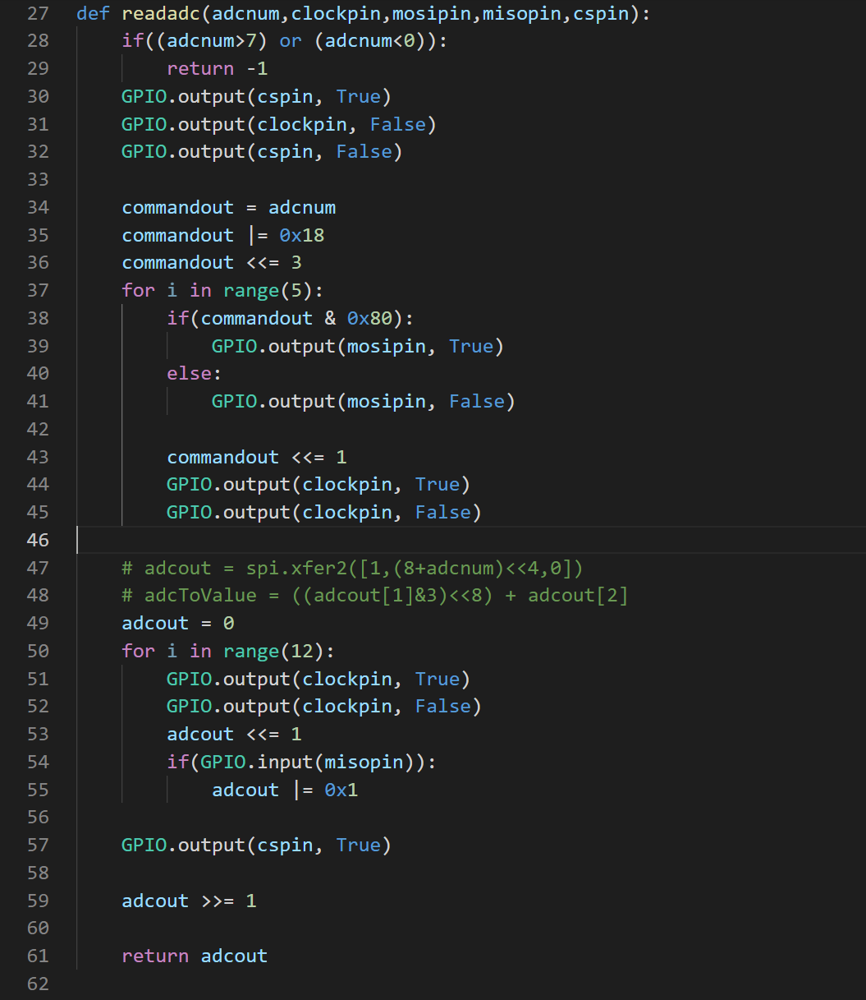 27 def readadc(adcnum,clockpin,mosipin,misopin,cspin):
28     if((adcnum>7) or (adcnum<0)):
29         return -1
30     GPIO.output(cspin, True)
31     GPIO.output(clockpin, False)
32     GPIO.output(cspin, False)
33
34     commandout = adcnum
35     commandout |= 0x18
36     commandout <<= 3
37     for i in range(5):
38         if(commandout & 0x80):
39             GPIO.output(mosipin, True)
40         else:
41             GPIO.output(mosipin, False)
42
43         commandout <<= 1
44         GPIO.output(clockpin, True)
45         GPIO.output(clockpin, False)
46
47     # adcout = spi.xfer2([1,(8+adcnum)<<4,0])
48     # adcToValue = ((adcout[1]&3)<<8) + adcout[2]
49     adcout = 0
50     for i in range(12):
51         GPIO.output(clockpin, True)
52         GPIO.output(clockpin, False)
53         adcout <<= 1
54         if(GPIO.input(misopin)):
55             adcout |= 0x1
56
57     GPIO.output(cspin, True)
58
59     adcout >>= 1
60
61     return adcout
62